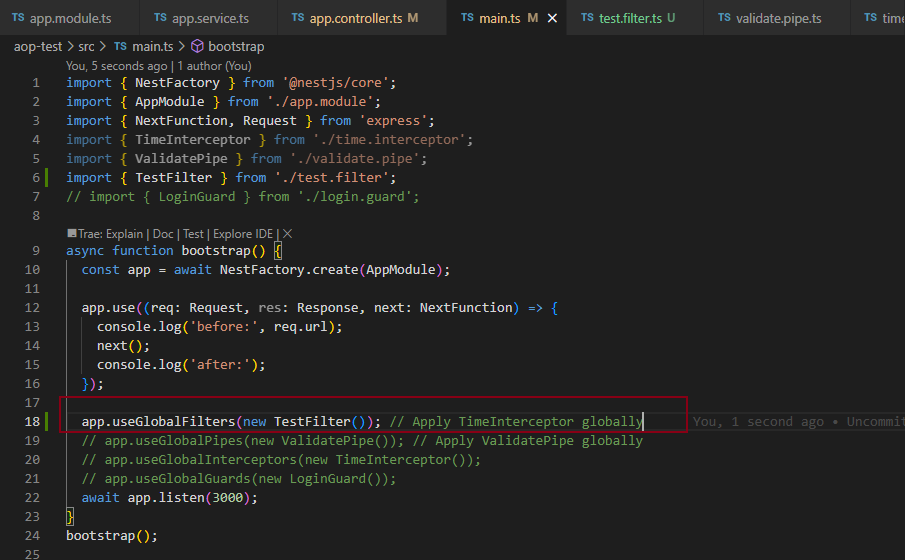 TS app.module.ts TS app.service.ts TS app.controller.ts M TS main.ts M TS test.filter.ts U TS validate.pipe.ts TS time
aop-test > src > TS main.ts > bootstrap
You, 5 seconds ago | 1 author (You)
1 import { NestFactory } from '@nestjs/core';
2 import { AppModule } from './app.module';
3 import { NextFunction, Request } from 'express';
4 import { TimeInterceptor } from './time.interceptor';
5 import { ValidatePipe } from './validate.pipe';
6 import { TestFilter } from './test.filter';
7 // import { LoginGuard } from './login.guard';
8
Trae: Explain | Doc | Test | Explore IDE |
9 async function bootstrap() {
10 const app = await NestFactory.create(AppModule);
11
12 app.use((req: Request, res: Response, next: NextFunction) => {
13 console.log('before:', req.url);
14 next();
15 console.log('after:');
16 });
17
18 app.useGlobalFilters(new TestFilter()); // Apply TimeInterceptor globally You, 1 second ago • Uncommit
19 // app.useGlobalPipes(new ValidatePipe()); // Apply ValidatePipe globally
20 // app.useGlobalInterceptors(new TimeInterceptor());
21 // app.useGlobalGuards(new LoginGuard());
22 await app.listen(3000);
23 }
24 bootstrap();
25